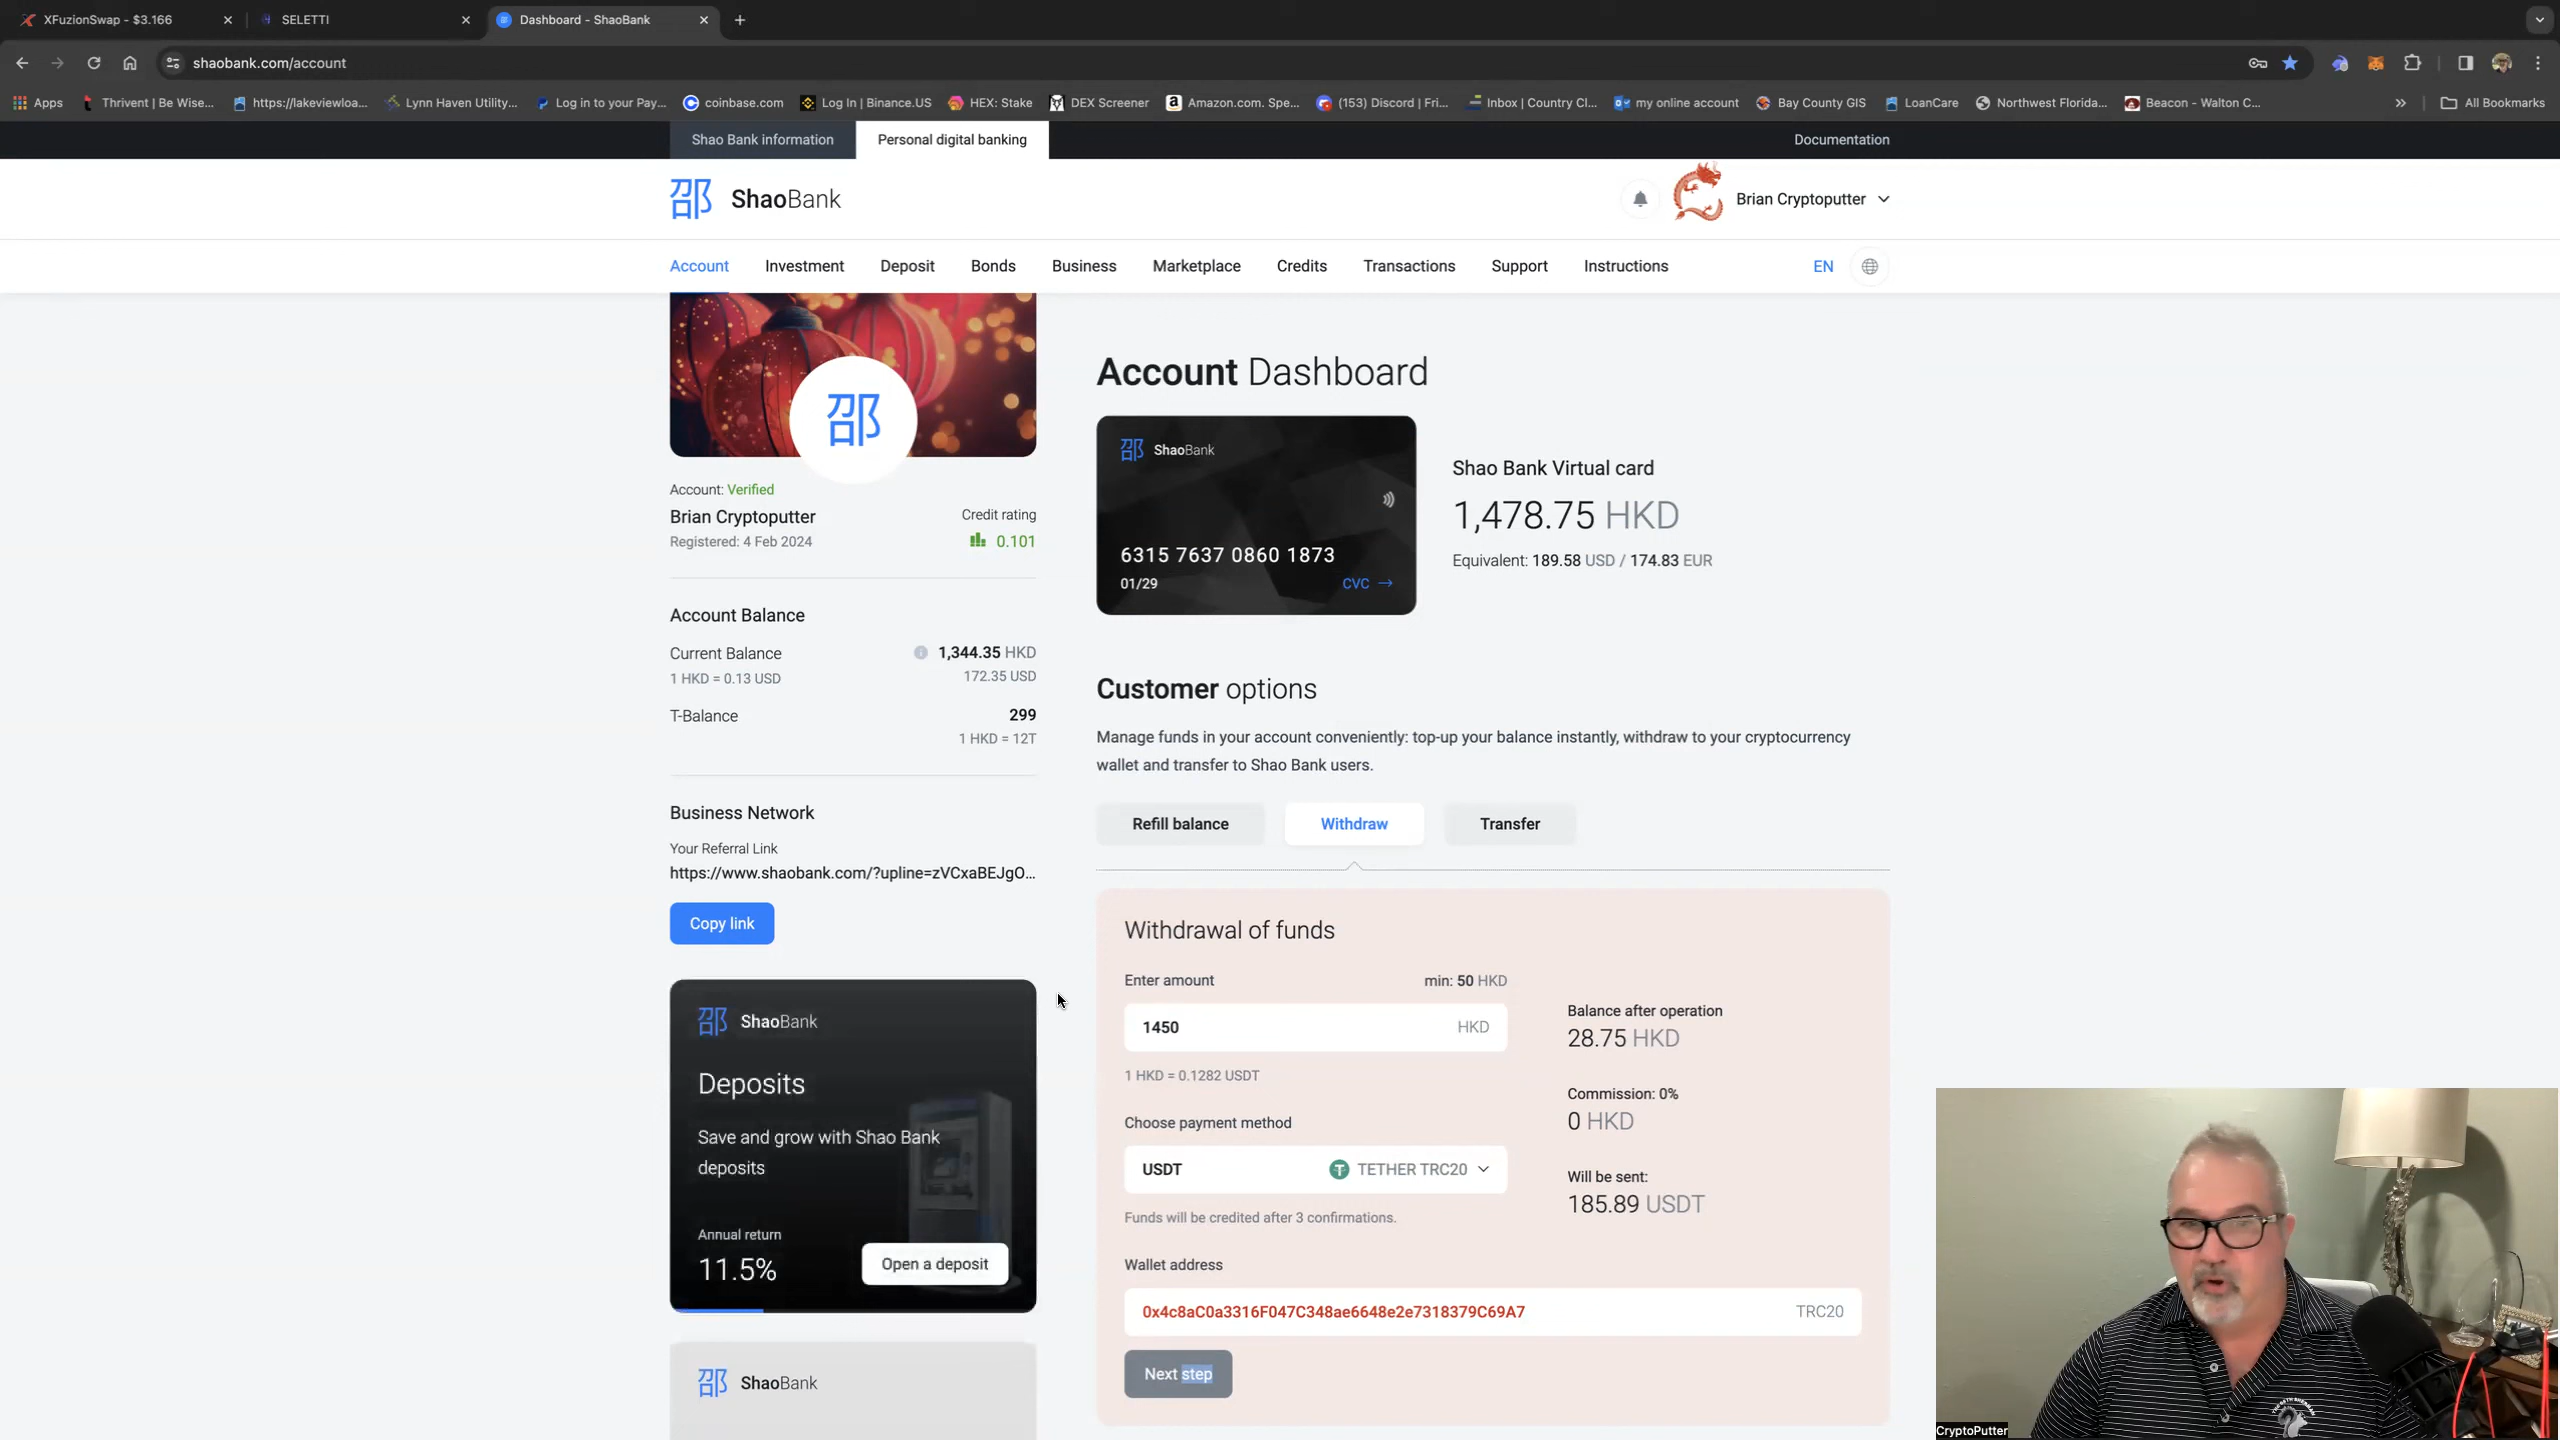 XFuzionSwap - $3.166
SELETTI
Dashboard - ShaoBank
shaobank.com/account
Apps
Thrivent | Be Wise...
https://lakeviewloa...
Lynn Haven Utility...
Log in to your Pay...
coinbase.com
Log In | Binance.US
HEX: Stake
DEX Screener
Amazon.com. Spe...
(153) Discord | Fri...
Inbox | Country Cl...
my online account
Bay County GIS
LoanCare
Northwest Florida...
Beacon - Walton C...
All Bookmarks
Shao Bank information
Personal digital banking
Documentation
邵 ShaoBank
Brian Cryptoputter
Account
Investment
Deposit
Bonds
Business
Marketplace
Credits
Transactions
Support
Instructions
EN
邵
Account: Verified
Brian Cryptoputter
Registered: 4 Feb 2024
Credit rating
0.101
Account Balance
Current Balance
1,344.35 HKD
1 HKD = 0.13 USD
172.35 USD
T-Balance
299
1 HKD = 12T
Business Network
Your Referral Link
https://www.shaobank.com/?upline=zVCxaBEJgO...
Copy link
邵 ShaoBank
Deposits
Save and grow with Shao Bank
deposits
Annual return
11.5%
Open a deposit
邵 ShaoBank
Account Dashboard
邵 ShaoBank
6315 7637 0860 1873
01/29
CVC
Shao Bank Virtual card
1,478.75 HKD
Equivalent: 189.58 USD / 174.83 EUR
Customer options
Manage funds in your account conveniently: top-up your balance instantly, withdraw to your cryptocurrency
wallet and transfer to Shao Bank users.
Refill balance
Withdraw
Transfer
Withdrawal of funds
Enter amount
min: 50 HKD
1450
HKD
1 HKD = 0.1282 USDT
Choose payment method
USDT
TETHER TRC20
Funds will be credited after 3 confirmations.
Balance after operation
28.75 HKD
Commission: 0%
0 HKD
Will be sent:
185.89 USDT
Wallet address
0x4c8aC0a3316F047C348ae6648e2e7318379C69A7
TRC20
Next step
CryptoPutter